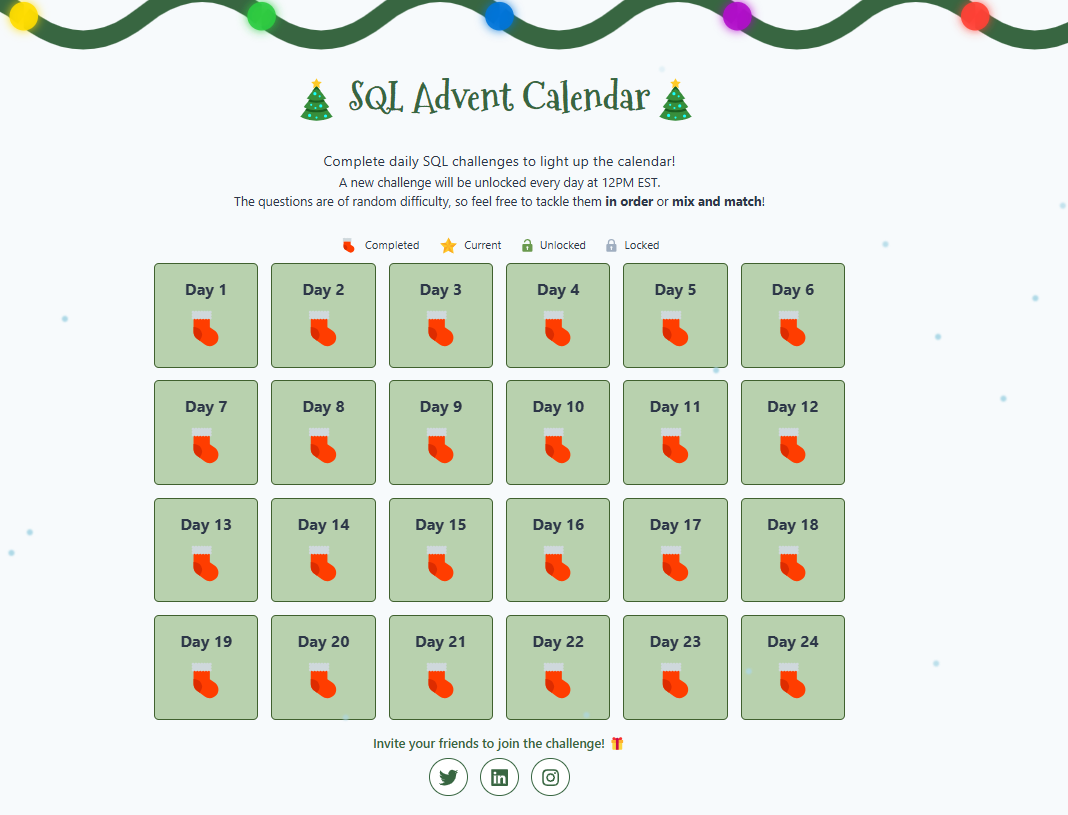 SQL Advent Calendar
Complete daily SQL challenges to light up the calendar!
A new challenge will be unlocked every day at 12PM EST.
The questions are of random difficulty, so feel free to tackle them in order or mix and match!
Completed Current Unlocked Locked
Day 1 Day 2 Day 3 Day 4 Day 5 Day 6
Day 7 Day 8 Day 9 Day 10 Day 11 Day 12
Day 13 Day 14 Day 15 Day 16 Day 17 Day 18
Day 19 Day 20 Day 21 Day 22 Day 23 Day 24
Invite your friends to join the challenge!
in